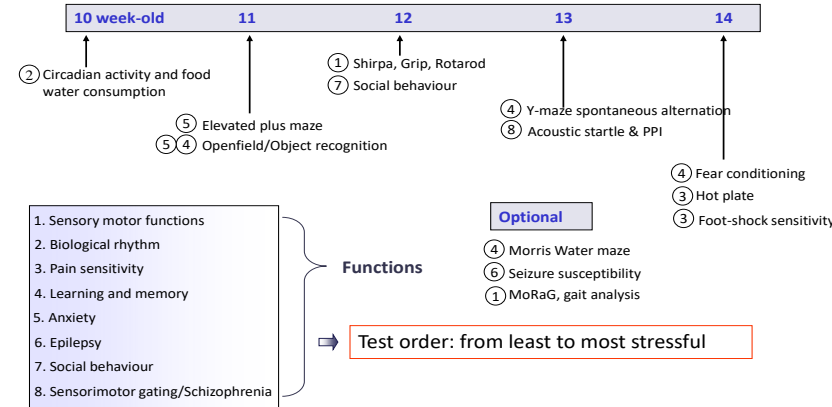 10 week-old 11 12 13 14
2 Circadian activity and food
water consumption
1 Shirpa, Grip, Rotarod
7 Social behaviour
5 Elevated plus maze
5 4 Openfield/Object recognition
4 Y-maze spontaneous alternation
8 Acoustic startle & PPI
4 Fear conditioning
3 Hot plate
3 Foot-shock sensitivity
1. Sensory motor functions
2. Biological rhythm
3. Pain sensitivity
4. Learning and memory
5. Anxiety
6. Epilepsy
7. Social behaviour
8. Sensorimotor gating/Schizophrenia
Functions
Optional
4 Morris Water maze
6 Seizure susceptibility
1 MoRaG, gait analysis
Test order: from least to most stressful